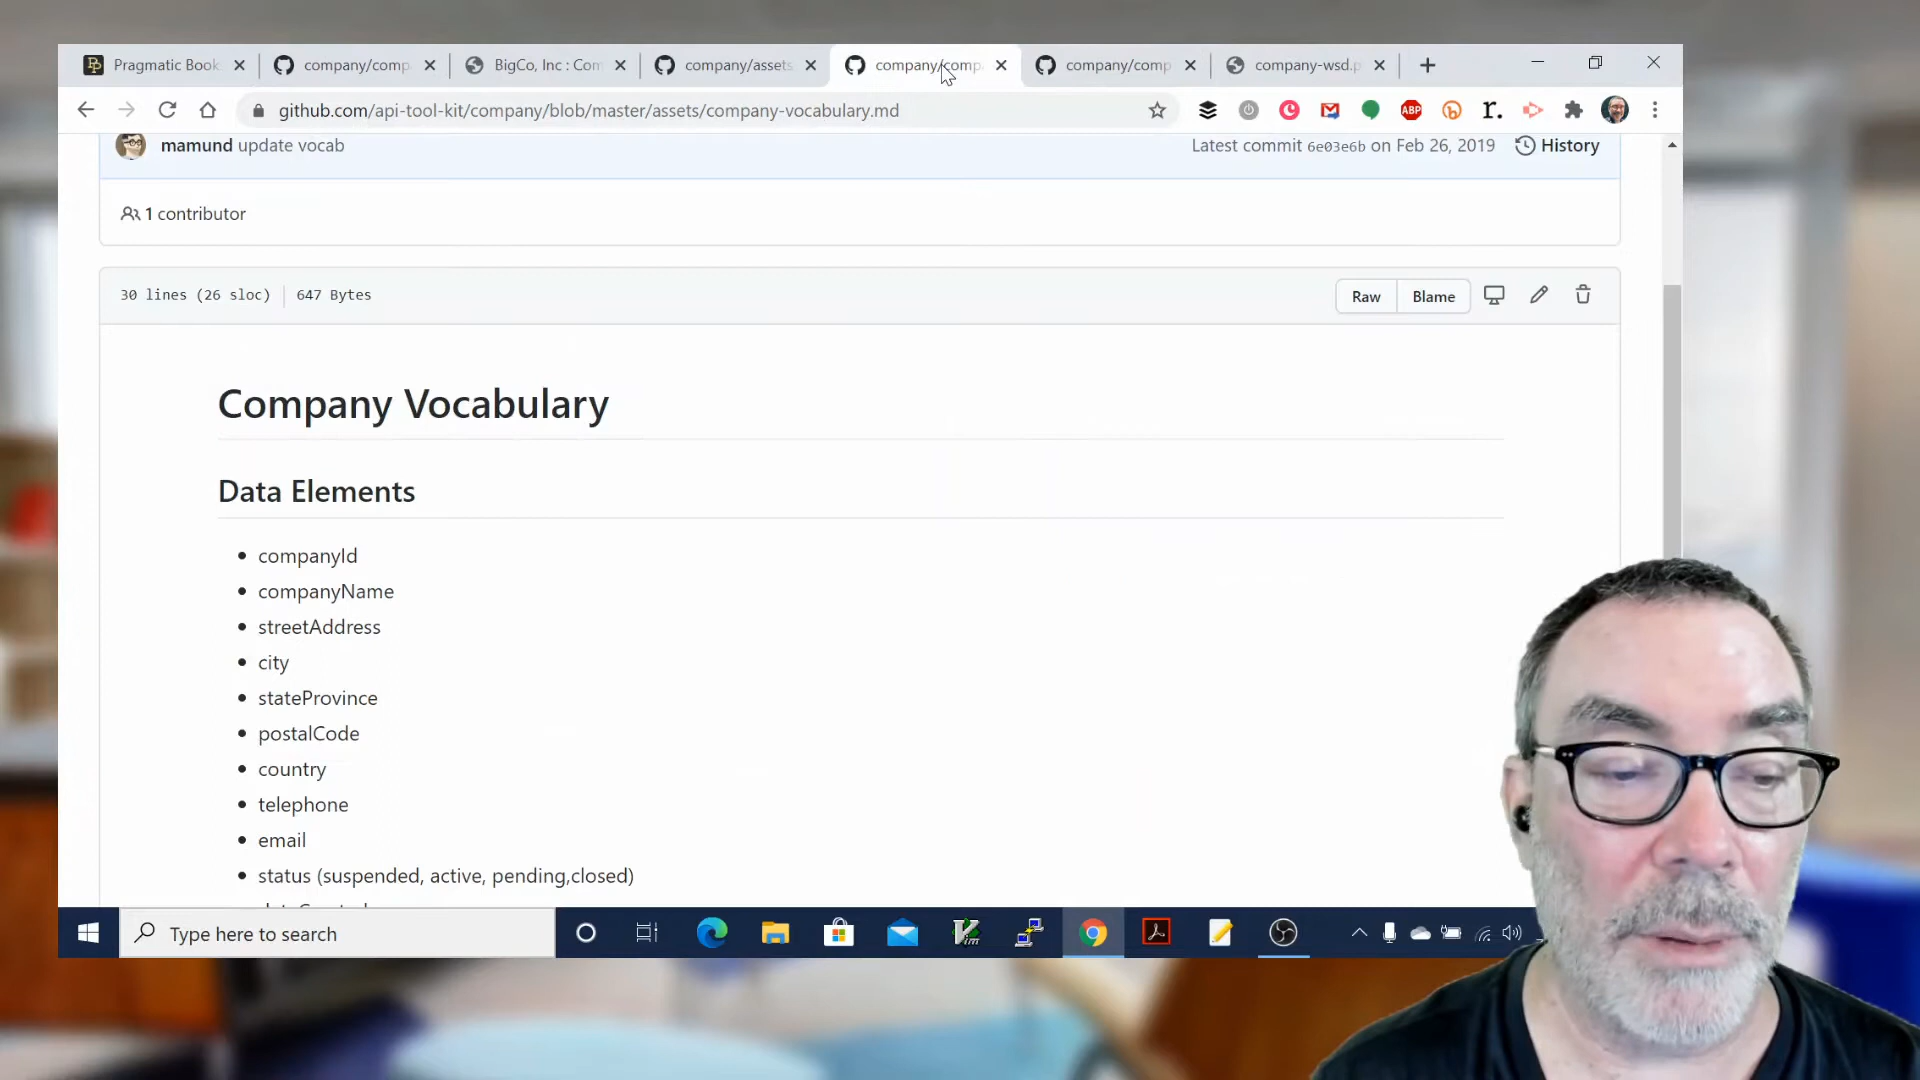 Pragmatic Book
company/comp
BigCo, Inc : Com
company/assets
company/comp
company/comp
company-wsd.p
github.com/api-tool-kit/company/blob/master/assets/company-vocabulary.md
ABP
r.
mamund update vocab
Latest commit 6e03e6b on Feb 26, 2019
History
1 contributor
30 lines (26 sloc)
647 Bytes
Raw
Blame
Company Vocabulary
Data Elements
companyId
companyName
streetAddress
city
stateProvince
postalCode
country
telephone
email
status (suspended, active, pending,closed)
Type here to search